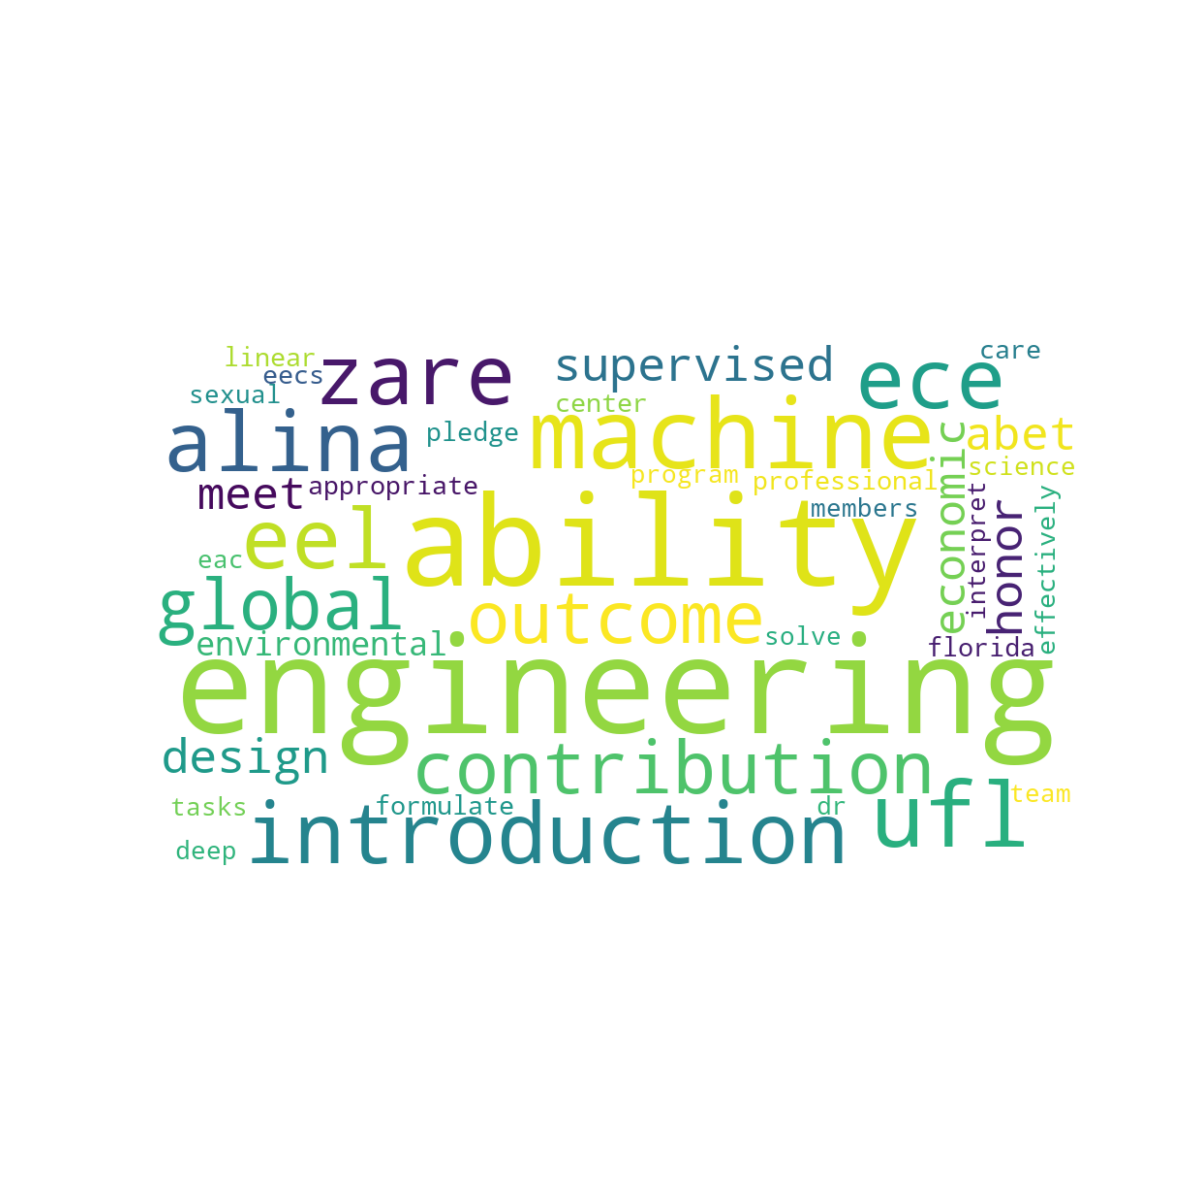 linear
eecs
sexual
zare
supervised
ece
care
center
alina
pledge
machine
economic
abet
meet
appropriate
program
professional
science
members
eel
ability
interpret
honor
effectively
eac
global
outcome
environmental
solve
florida
engineering
design
contribution
tasks
formulate
dr
ufl
team
deep
introduction